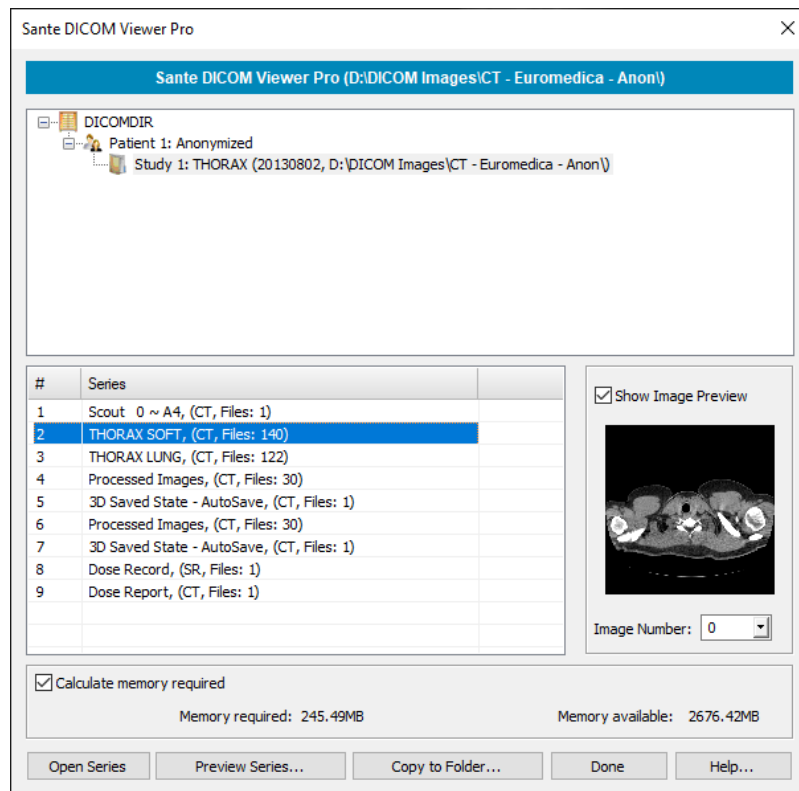 Sante DICOM Viewer Pro
Sante DICOM Viewer Pro (D:\DICOM Images\CT - Euromedica - Anon\)
DICOMDIR
Patient 1: Anonymized
Study 1: THORAX (20130802, D:\DICOM Images\CT - Euromedica - Anon\)
# Series
1 Scout 0 ~ A4, (CT, Files: 1)
2 THORAX SOFT, (CT, Files: 140)
3 THORAX LUNG, (CT, Files: 122)
4 Processed Images, (CT, Files: 30)
5 3D Saved State - AutoSave, (CT, Files: 1)
6 Processed Images, (CT, Files: 30)
7 3D Saved State - AutoSave, (CT, Files: 1)
8 Dose Record, (SR, Files: 1)
9 Dose Report, (CT, Files: 1)
Show Image Preview
Image Number: 0
Calculate memory required
Memory required: 245.49MB Memory available: 2676.42MB
Open Series Preview Series... Copy to Folder... Done Help...